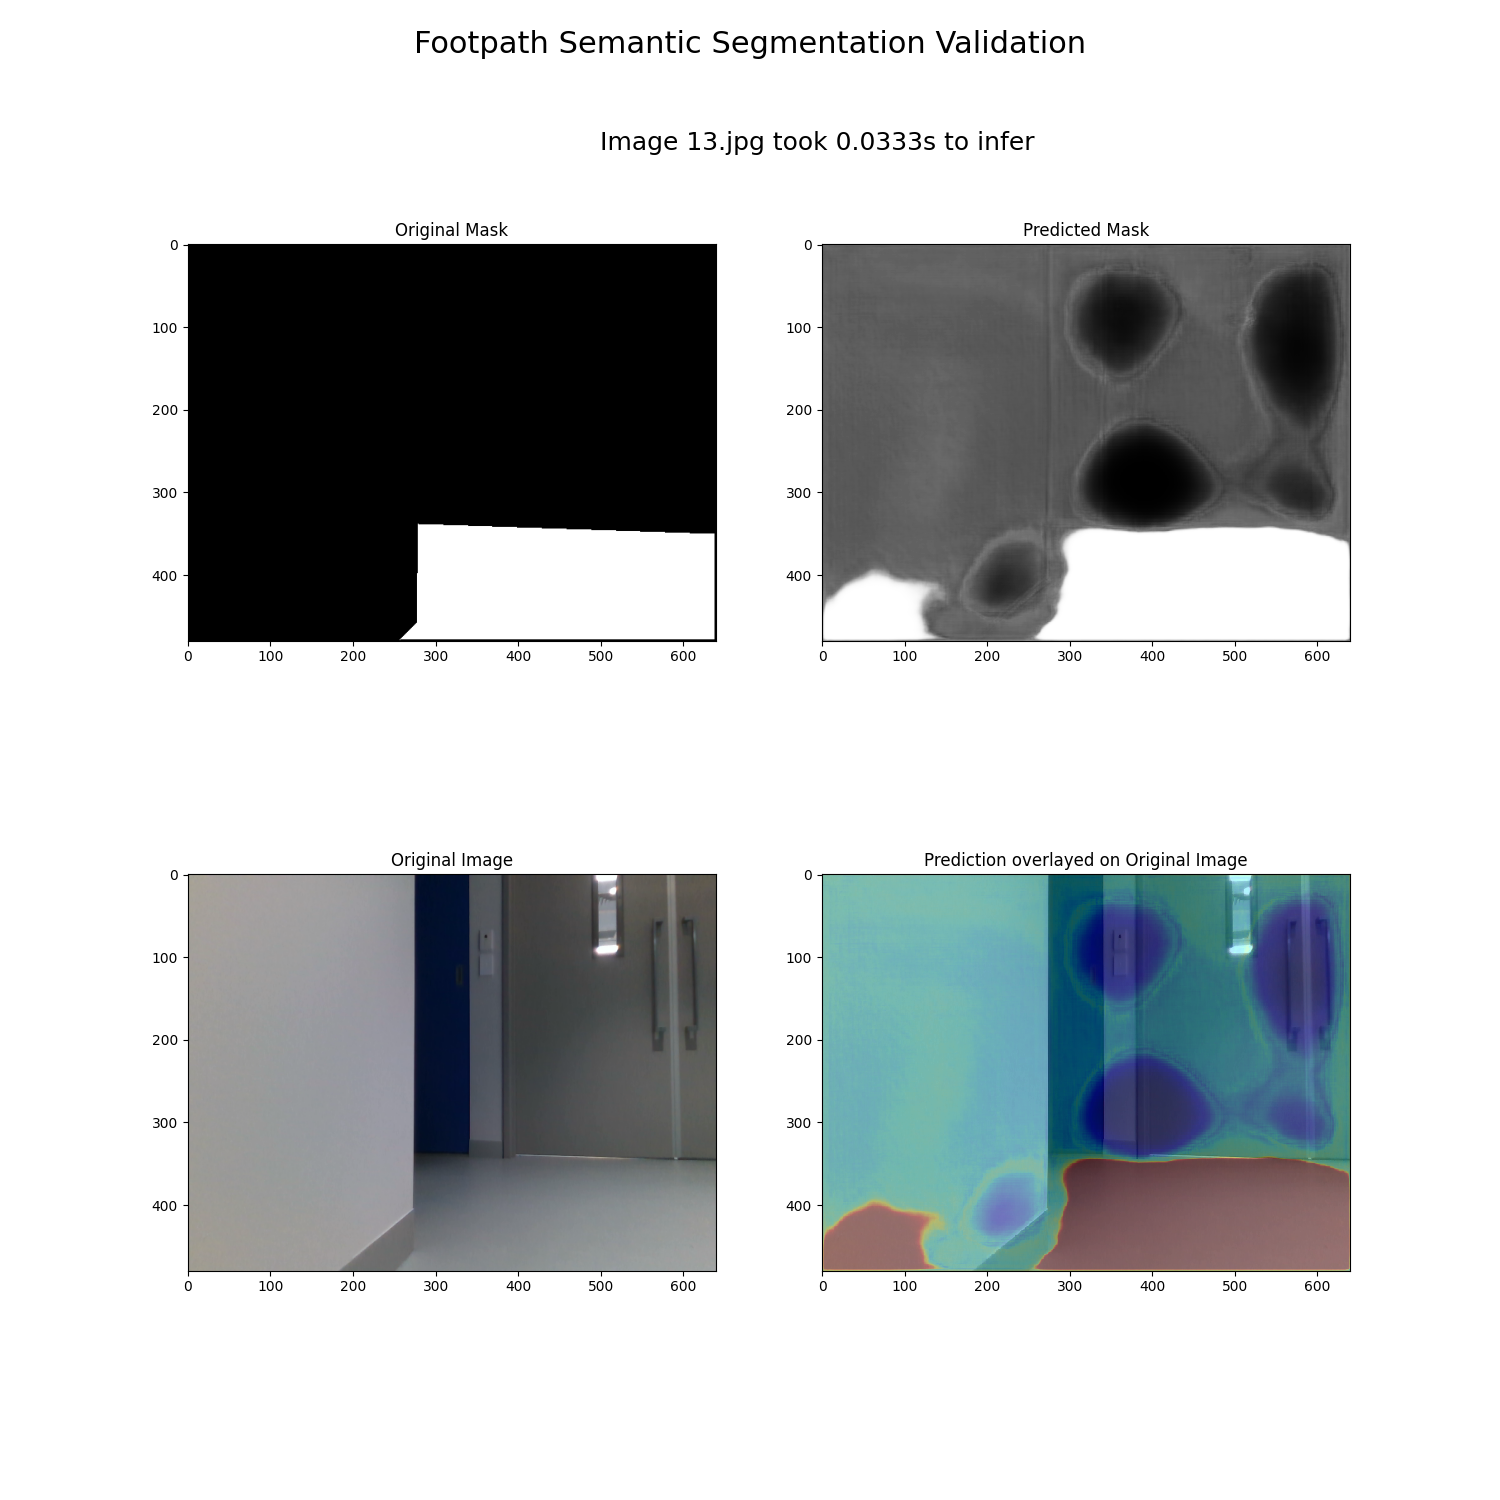 Footpath Semantic Segmentation Validation
Image 13.jpg took 0.0333s to infer
Original Mask
0
100
200
300
400
0 100 200 300 400 500 600
Predicted Mask
0
100
200
300
400
0 100 200 300 400 500 600
Original Image
0
100
200
300
400
0 100 200 300 400 500 600
Prediction overlayed on Original Image
0
100
200
300
400
0 100 200 300 400 500 600